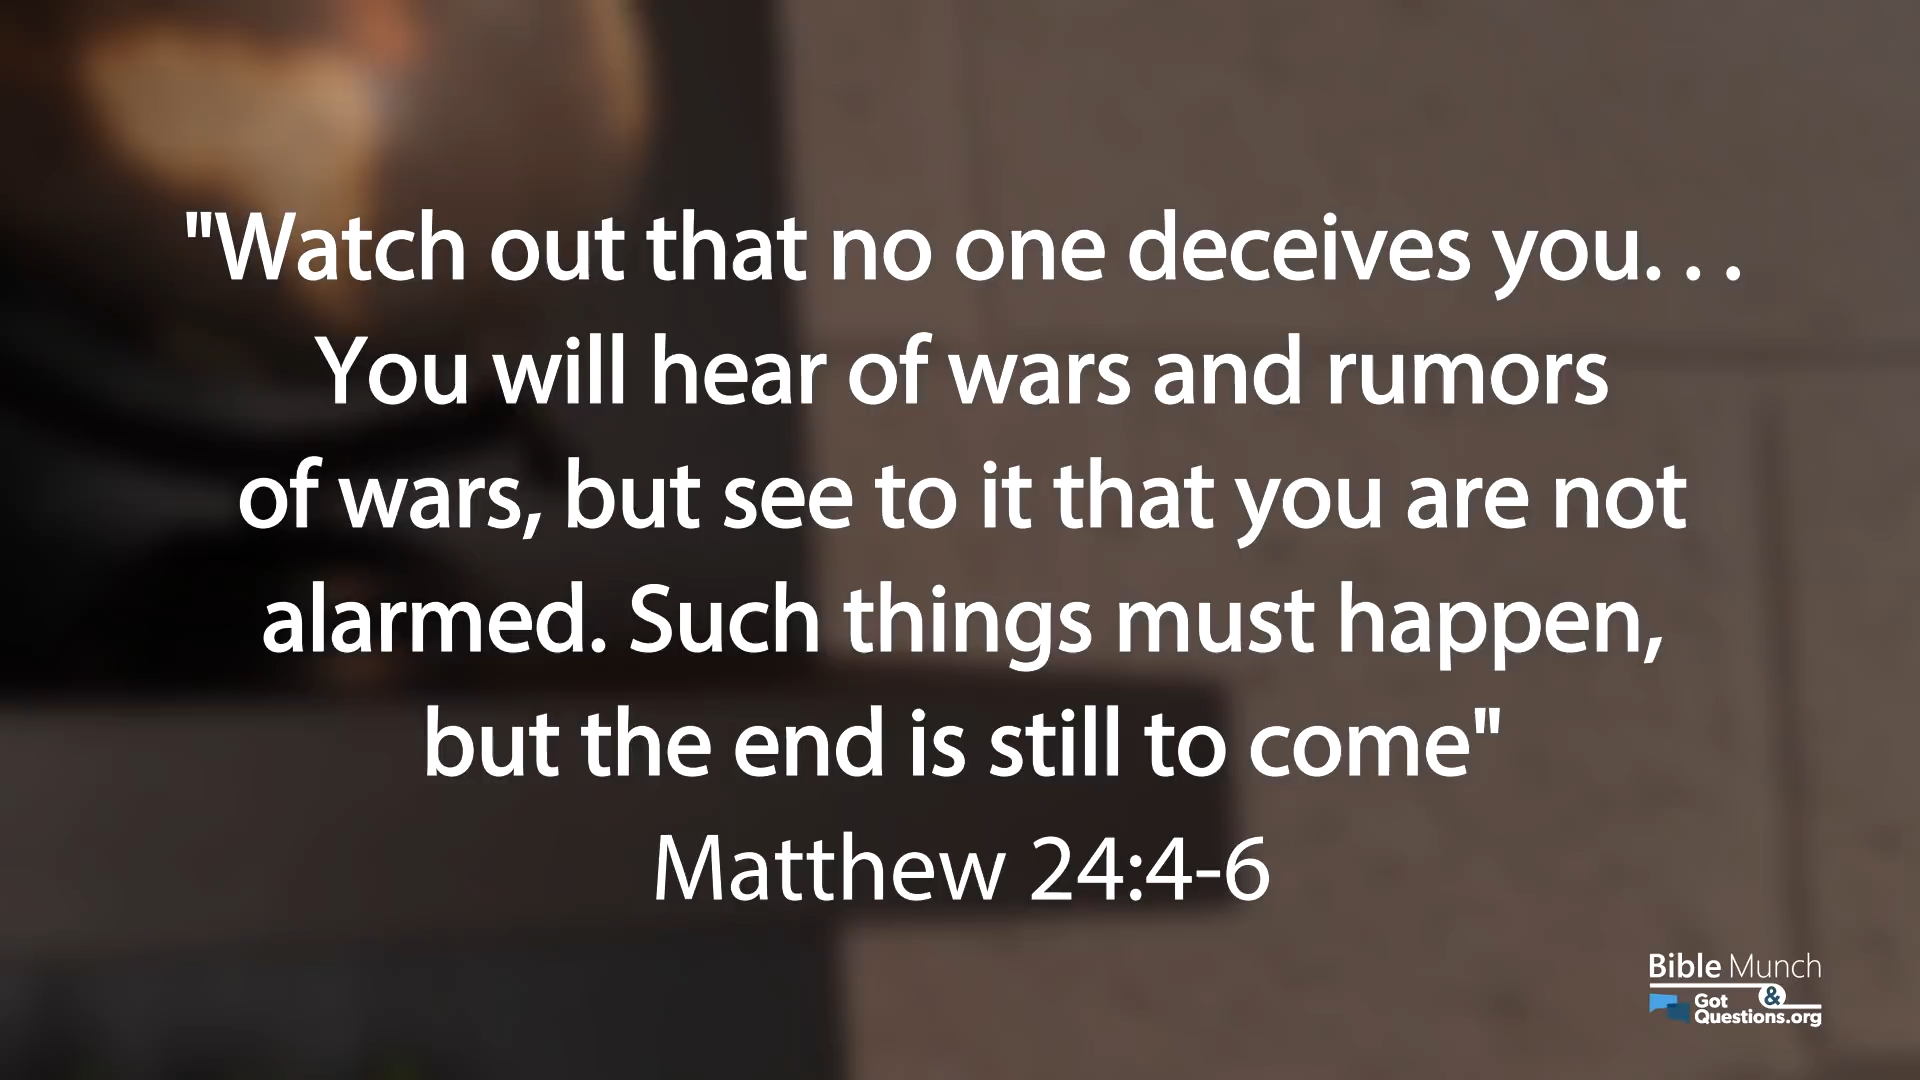 "Watch out that no one deceives you. . .
You will hear of wars and rumors
of wars, but see to it that you are not
alarmed. Such things must happen,
but the end is still to come"
Matthew 24:4-6
Bible Munch
&
Got
Questions.org